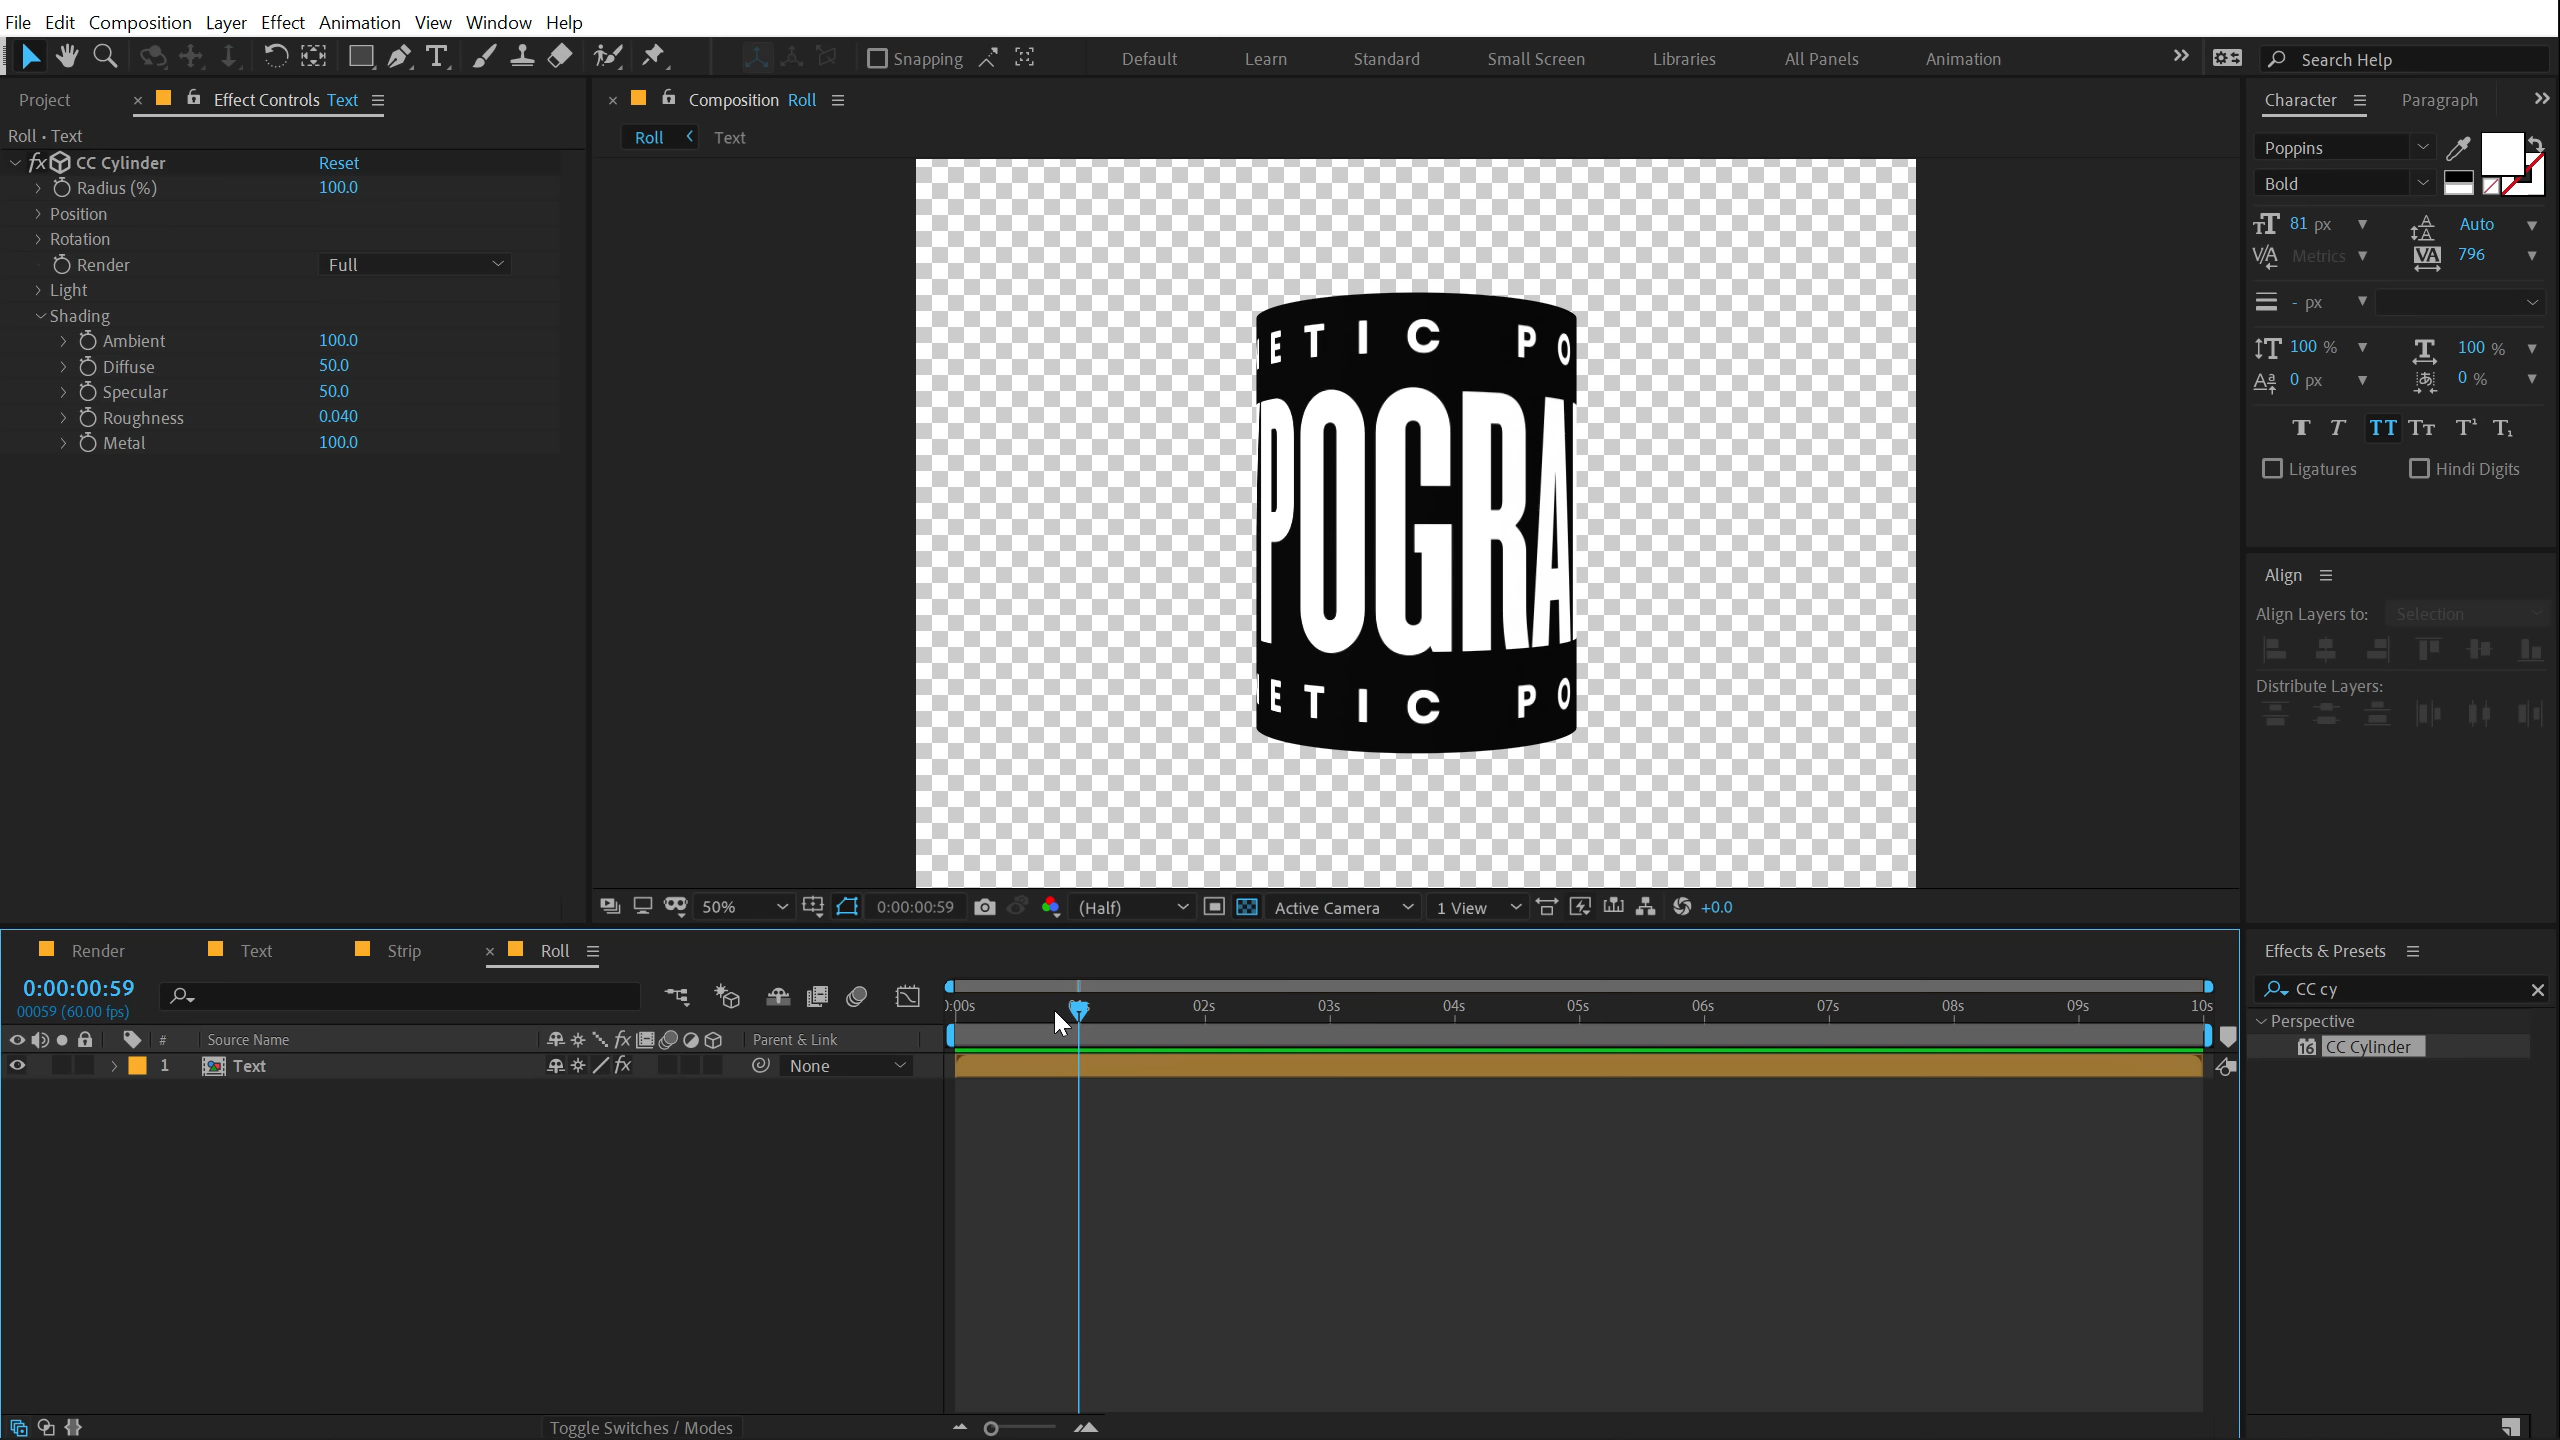 File Edit Composition Layer Effect Animation View Window Help
Snapping Default Learn Standard Small Screen Libraries All Panels Animation Search Help
Project Effect Controls Text
Composition Roll
Character Paragraph
Roll • Text
Roll Text
fx CC Cylinder Reset
Radius (%) 100.0
Position
Rotation
Render Full
Light
Shading
Ambient 100.0
Diffuse 50.0
Specular 50.0
Roughness 0.040
Metal 100.0
ETIC PO
POGRA
ETIC PO
Poppins
Bold
81 px Auto
Metrics 796
- px
100 % 100 %
0 px 0 %
Ligatures Hindi Digits
Align
Align Layers to: Selection
Distribute Layers:
50% 0:00:00:59 (Half) Active Camera 1 View +0.0
Render Text Strip Roll
Effects & Presets
0:00:00:59
00059 (60.00 fps)
CC cy
Perspective
CC Cylinder
:00s 01s 02s 03s 04s 05s 06s 07s 08s 09s 10s
# Source Name Parent & Link
1 Text None
Toggle Switches / Modes